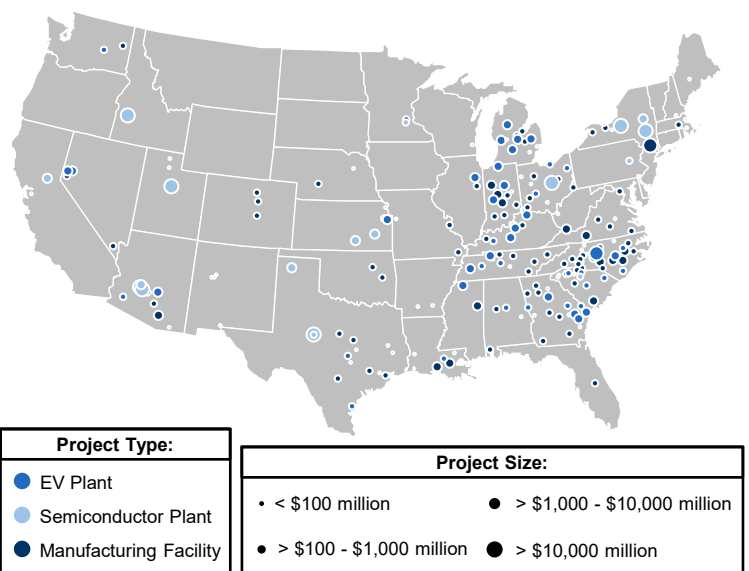 Project Type:
EV Plant
Semiconductor Plant
Manufacturing Facility
Project Size:
< $100 million
> $1,000 - $10,000 million
> $100 - $1,000 million
> $10,000 million